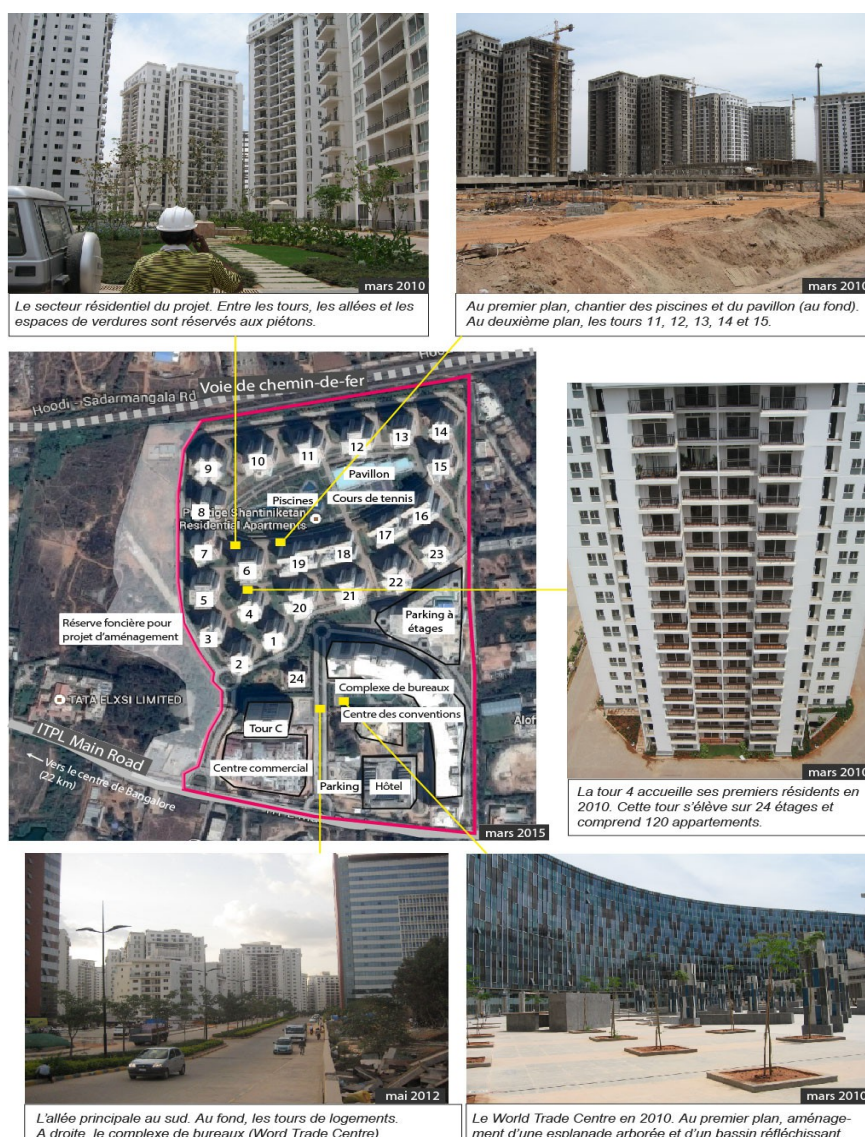 mars 2010
Le secteur résidentiel du projet. Entre les tours, les allées et les
espaces de verdures sont réservés aux piétons.
mars 2010
Au premier plan, chantier des piscines et du pavillon (au fond).
Au deuxième plan, les tours 11, 12, 13, 14 et 15.
Hoodi - Sadarmangala Rd
Voie de chemin-de-fer
Hoo
9
10
11
12
13
14
15
Pavillon
8
Piscines
Cours de tennis
Prestige Shantiniketan
Residential Apartments
16
17
7
6
19
18
23
22
5
4
20
21
Réserve foncière pour
projet d'aménagement
3
1
2
Parking à
étages
24
TATA ELXSI LIMITED
Complexe de bureaux
Centre des conventions
Tour C
Alof
ITPL Main Road
Centre commercial
Parking
Hôtel
Vers le centre de Bangalore
(22 km)
mars 2015
mars 2010
La tour 4 accueille ses premiers résidents en
2010. Cette tour s'élève sur 24 étages et
comprend 120 appartements.
mai 2012
L'allée principale au sud. Au fond, les tours de logements.
A droite, le complexe de bureaux (Word Trade Centre)
mars 2010
Le World Trade Centre en 2010. Au premier plan, aménage-
ment d'une esplanade arborée et d'un bassin réfléchissant